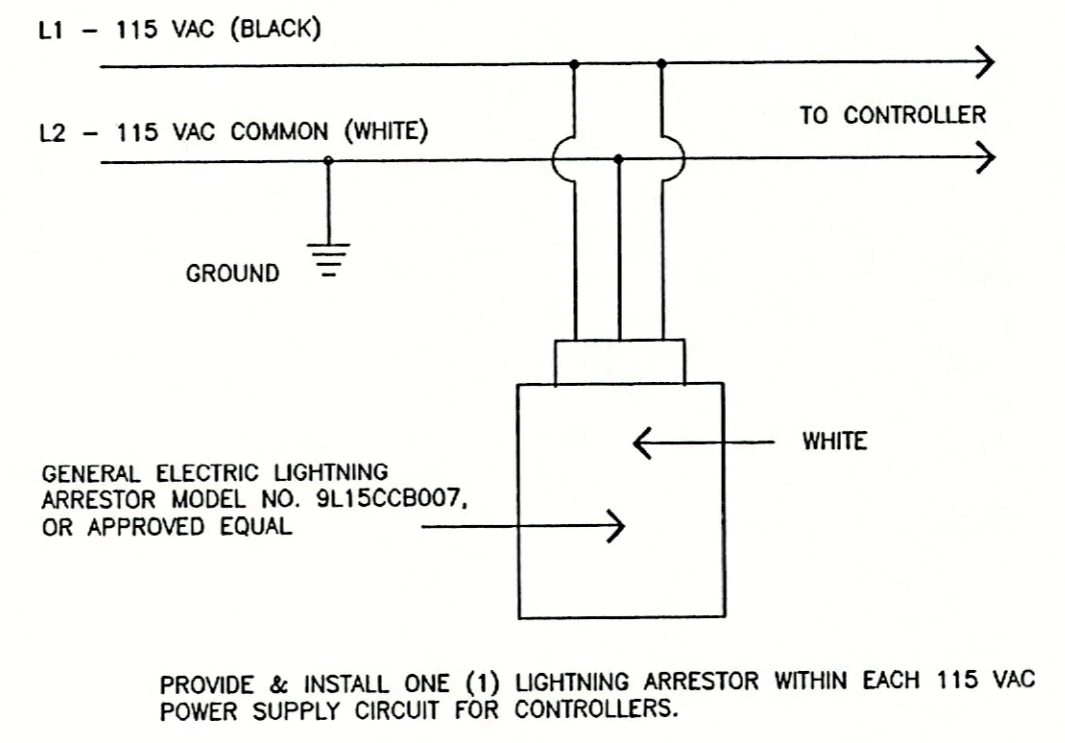 L1 – 115 VAC (BLACK)
L2 – 115 VAC COMMON (WHITE)
TO CONTROLLER
GROUND
WHITE
GENERAL ELECTRIC LIGHTNING
ARRESTOR MODEL NO. 9L15CCB007,
OR APPROVED EQUAL
PROVIDE & INSTALL ONE (1) LIGHTNING ARRESTOR WITHIN EACH 115 VAC
POWER SUPPLY CIRCUIT FOR CONTROLLERS.